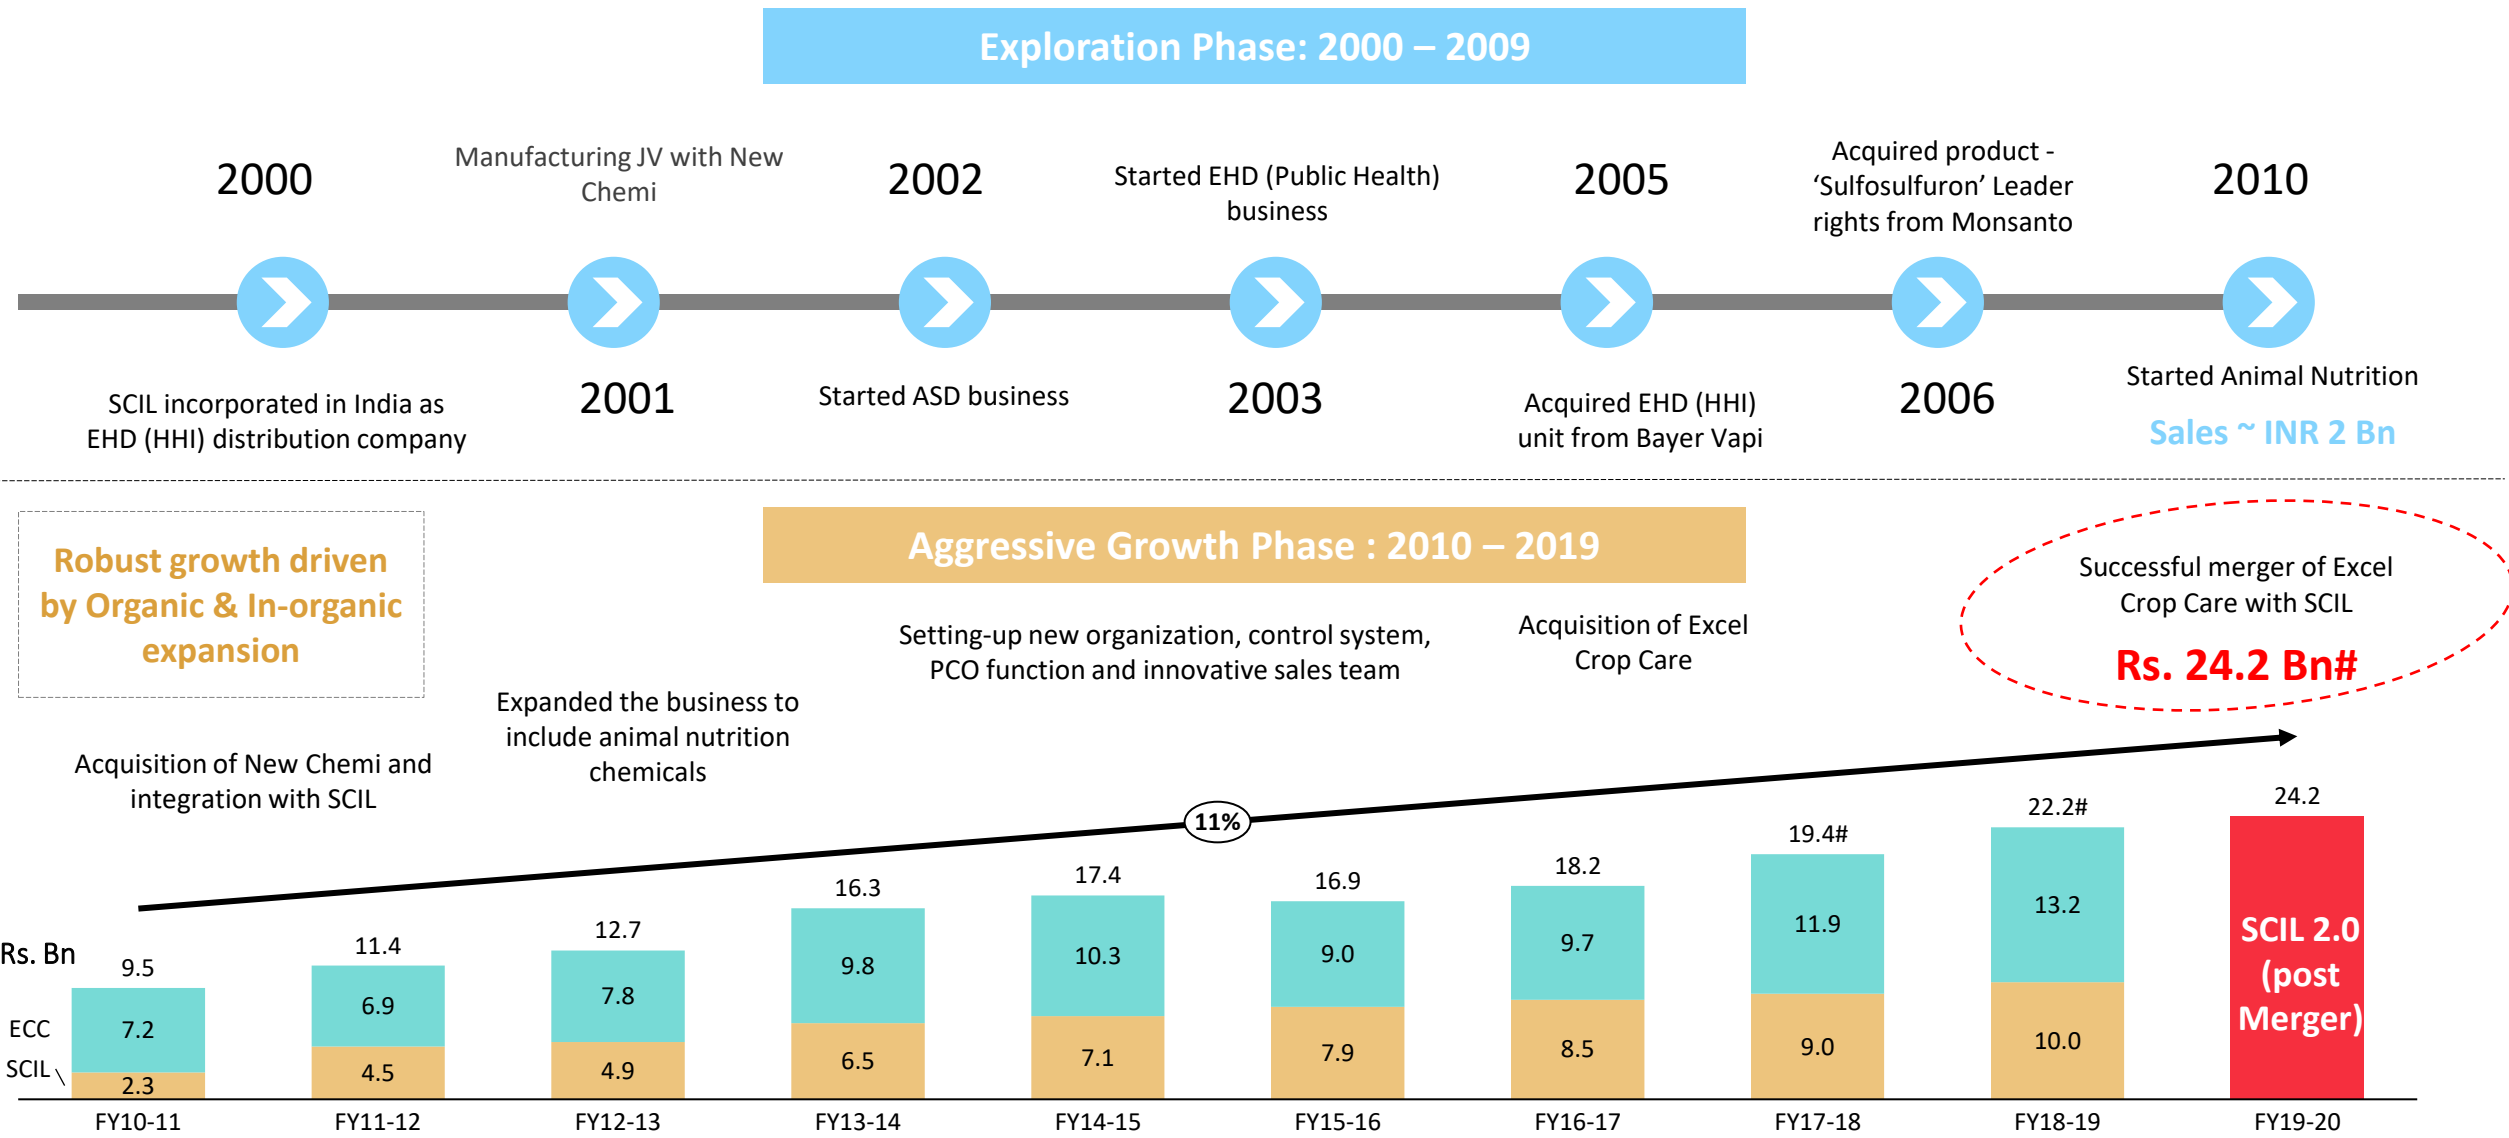 Exploration Phase: 2000 – 2009
2000
Manufacturing JV with New
Chemi
2002
Started EHD (Public Health)
business
2005
Acquired product -
‘Sulfosulfuron’ Leader
rights from Monsanto
2010
SCIL incorporated in India as
EHD (HHI) distribution company
2001
Started ASD business
2003
Acquired EHD (HHI)
unit from Bayer Vapi
2006
Started Animal Nutrition
Sales ~ INR 2 Bn
Robust growth driven
by Organic & In-organic
expansion
Aggressive Growth Phase : 2010 – 2019
Successful merger of Excel
Crop Care with SCIL
Rs. 24.2 Bn#
Acquisition of New Chemi and
integration with SCIL
Expanded the business to
include animal nutrition
chemicals
Setting-up new organization, control system,
PCO function and innovative sales team
Acquisition of Excel
Crop Care
11%
Rs. Bn
ECC
SCIL
9.5
7.2
2.3
11.4
6.9
4.5
12.7
7.8
4.9
16.3
9.8
6.5
17.4
10.3
7.1
16.9
9.0
7.9
18.2
9.7
8.5
19.4#
11.9
9.0
22.2#
13.2
10.0
24.2
SCIL 2.0
(post
Merger)
FY10-11
FY11-12
FY12-13
FY13-14
FY14-15
FY15-16
FY16-17
FY17-18
FY18-19
FY19-20